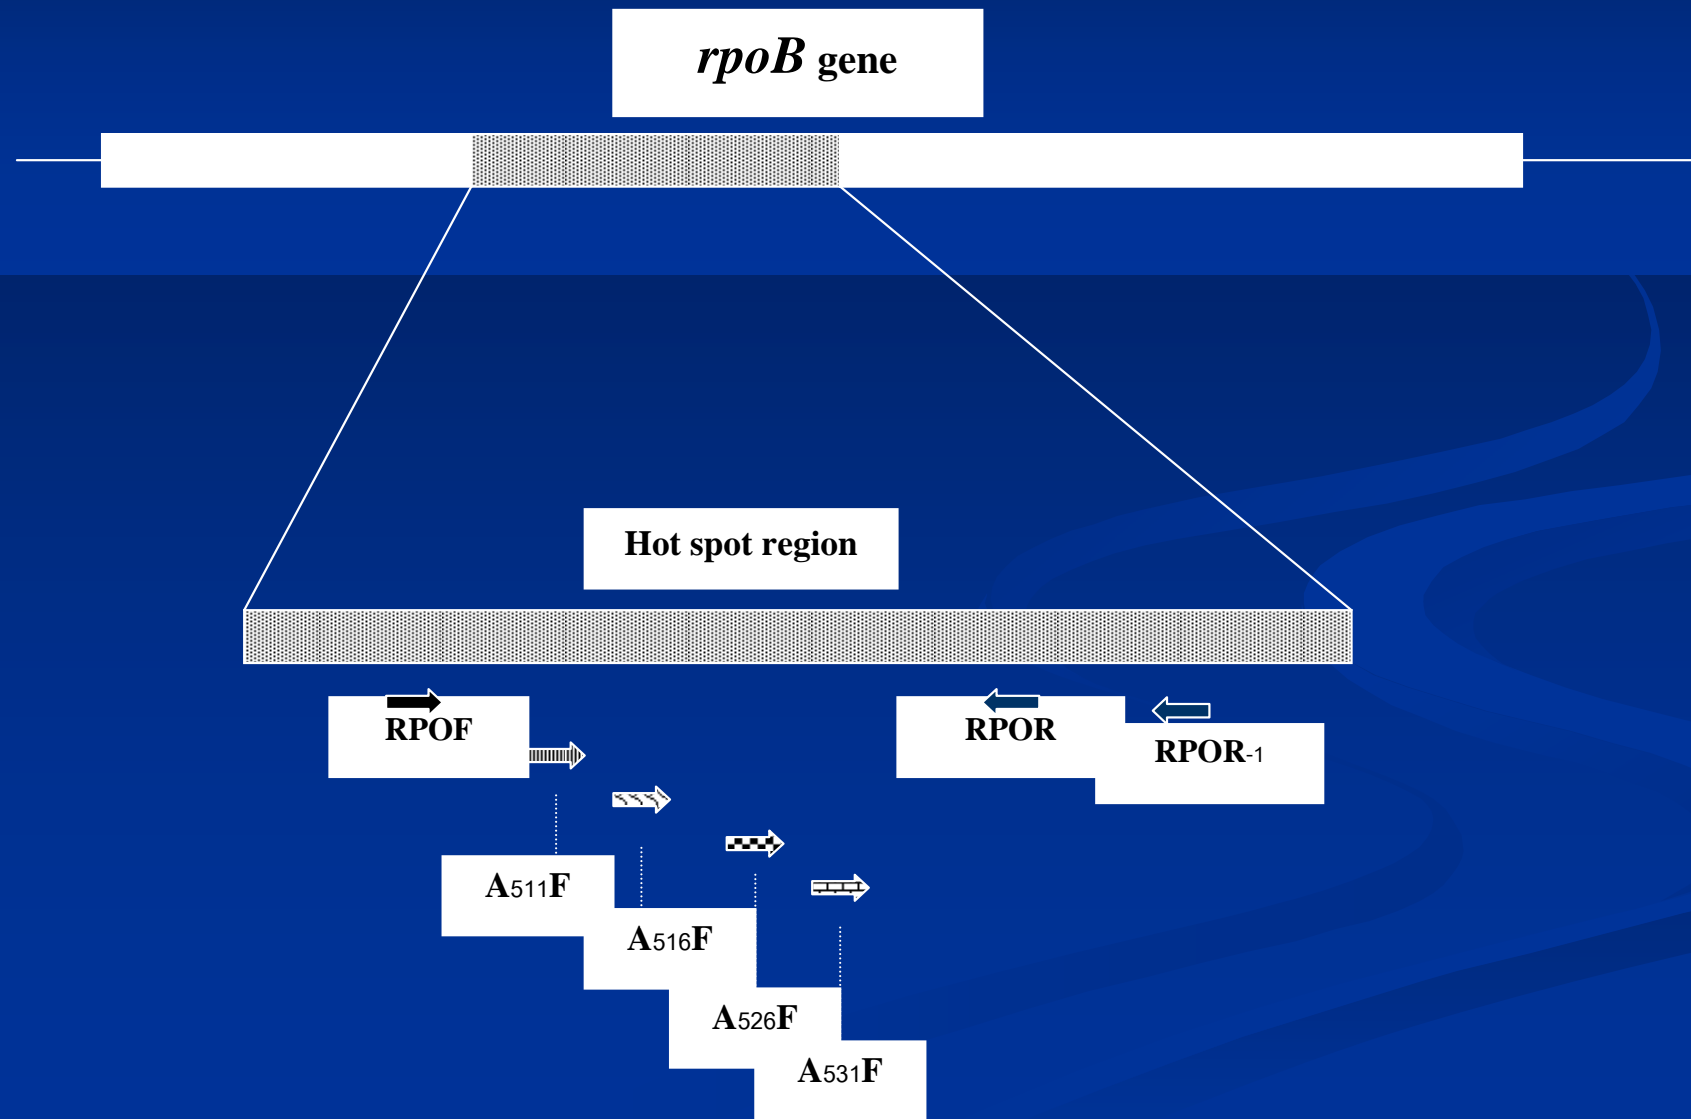 rpoB gene
Hot spot region
RPOF
RPOR
RPOR-1
A511F
A516F
A526F
A531F